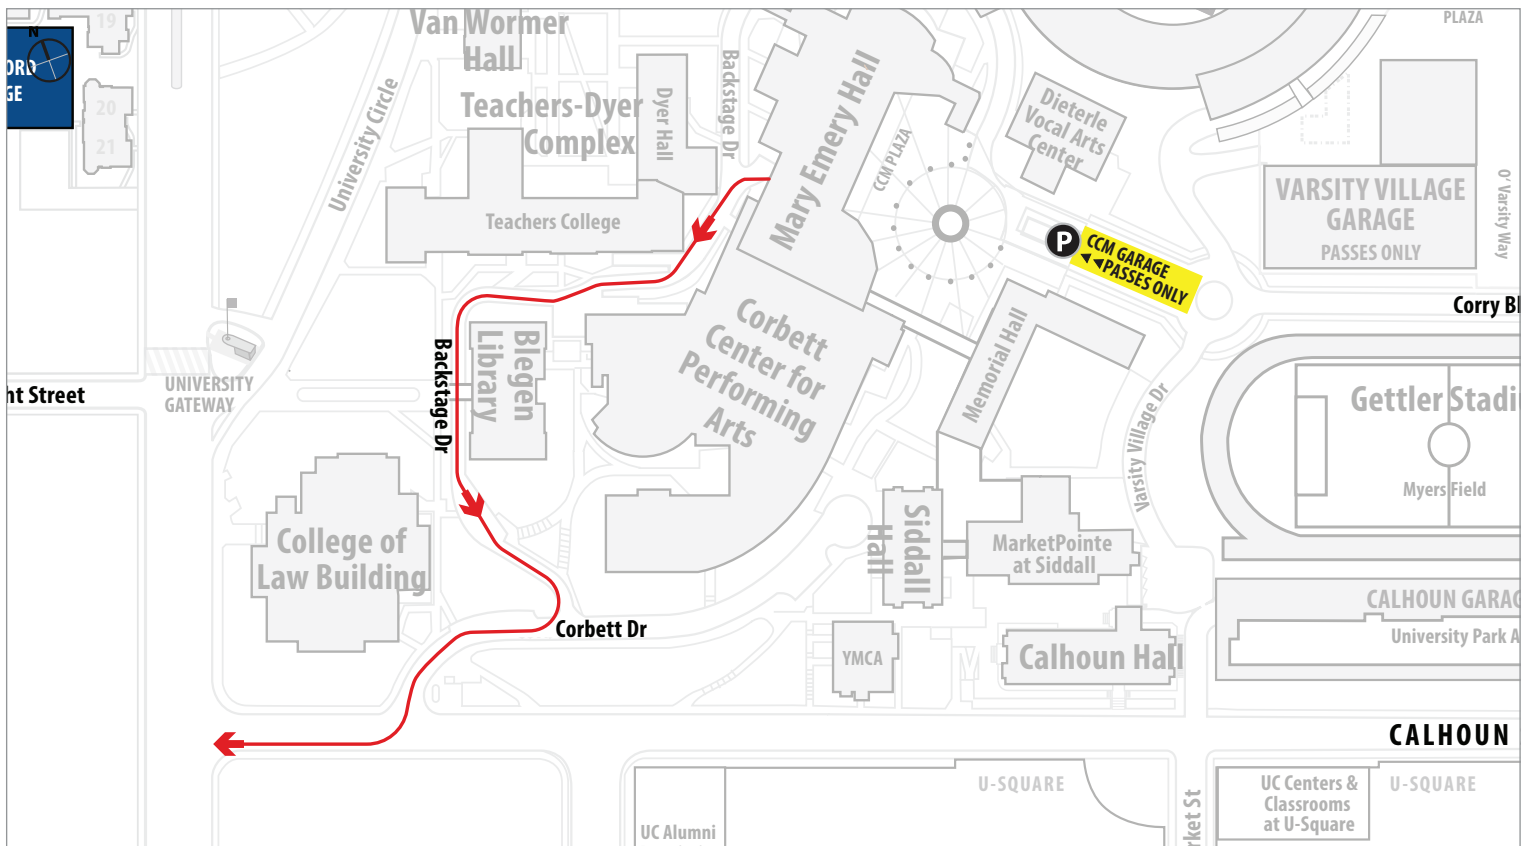 19
PLAZA
N
ORD
GE
20
21
Van Wormer
Hall
Teachers-Dyer
Complex
Dyer Hall
Backstage Dr
University Circle
Teachers College
Mary Emery Hall
CCM PLAZA
Dieterle
Vocal Arts
Center
P
CCM GARAGE
PASSES ONLY
VARSITY VILLAGE
GARAGE
PASSES ONLY
O' Varsity Way
Corry Bl
Corbett
Center for
Performing
Arts
Memorial Hall
Blegen
Library
Backstage Dr
UNIVERSITY
GATEWAY
ht Street
Varsity Village Dr
Gettler Stadi
Myers Field
College of
Law Building
Siddall
Hall
MarketPointe
at Siddall
CALHOUN GARAG
University Park A
Corbett Dr
YMCA
Calhoun Hall
CALHOUN
U-SQUARE
UC Centers &
Classrooms
at U-Square
U-SQUARE
UC Alumni
rket St